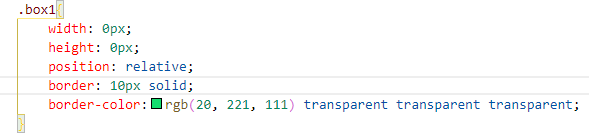 .box1{
    width: 0px;
    height: 0px;
    position: relative;
    border: 10px solid;
    border-color:rgb(20, 221, 111) transparent transparent transparent;
}